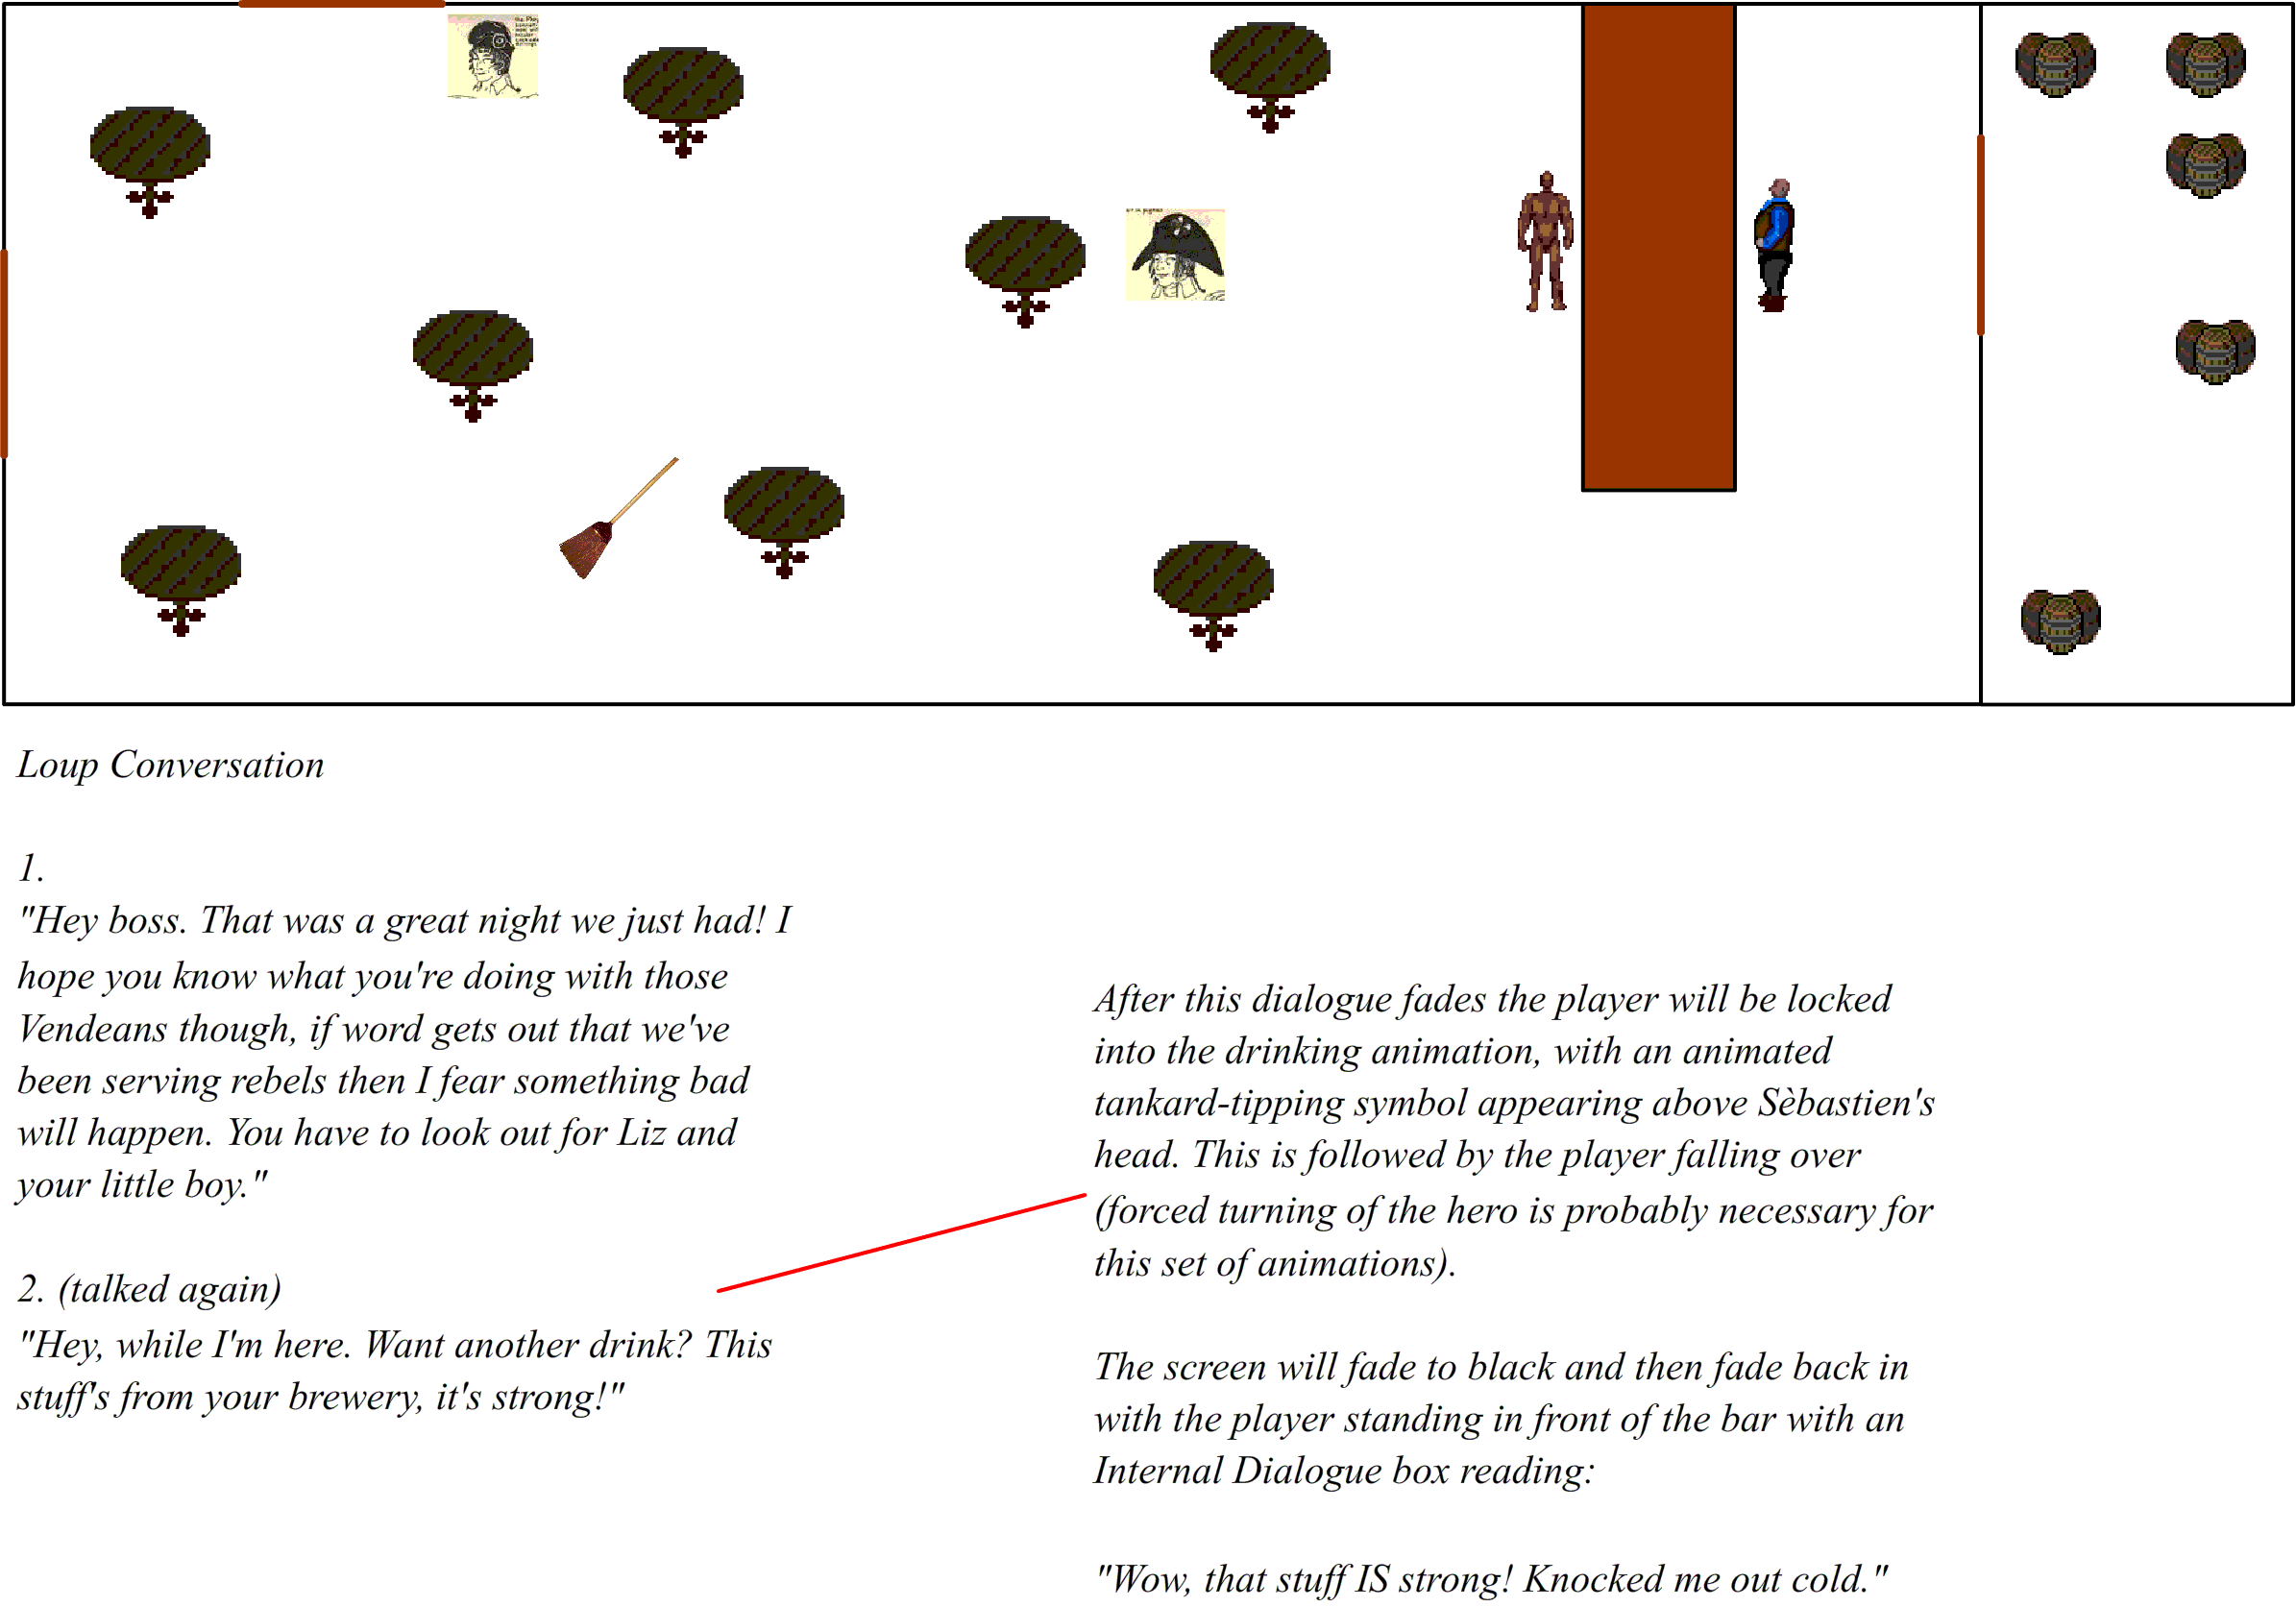 Loup Conversation
1.
"Hey boss. That was a great night we just had! I
hope you know what you're doing with those
Vendeans though, if word gets out that we've
been serving rebels then I fear something bad
will happen. You have to look out for Liz and
your little boy."
2. (talked again)
"Hey, while I'm here. Want another drink? This
stuff's from your brewery, it's strong!"
After this dialogue fades the player will be locked
into the drinking animation, with an animated
tankard-tipping symbol appearing above Sèbastien's
head. This is followed by the player falling over
(forced turning of the hero is probably necessary for
this set of animations).
The screen will fade to black and then fade back in
with the player standing in front of the bar with an
Internal Dialogue box reading:
"Wow, that stuff IS strong! Knocked me out cold."